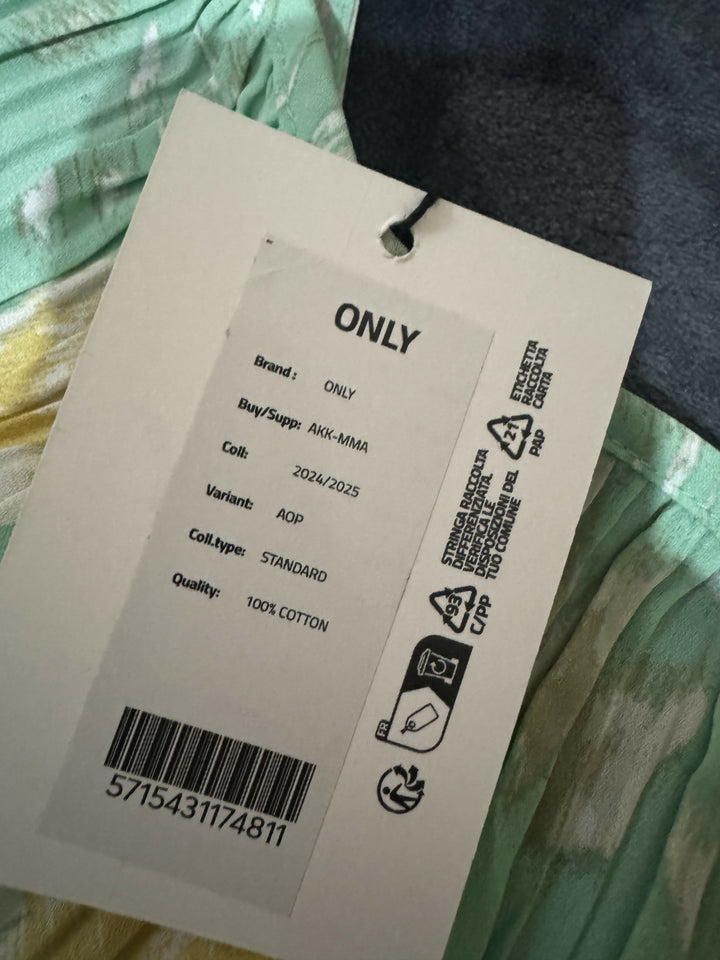 ONLY
Brand: ONLY
Buy/Supp: AKK-MMA
Coll: 2024/2025
Variant: AOP
Coll.type: STANDARD
Quality: 100% COTTON
5715431174811
ETICHETTA
RACCOLTA
CARTA
21
PAP
STRINGA RACCOLTA
DIFFERENZIATA.
VERIFICA LE
DISPOSIZIONI DEL
TUO COMUNE
93
C/PP
FR